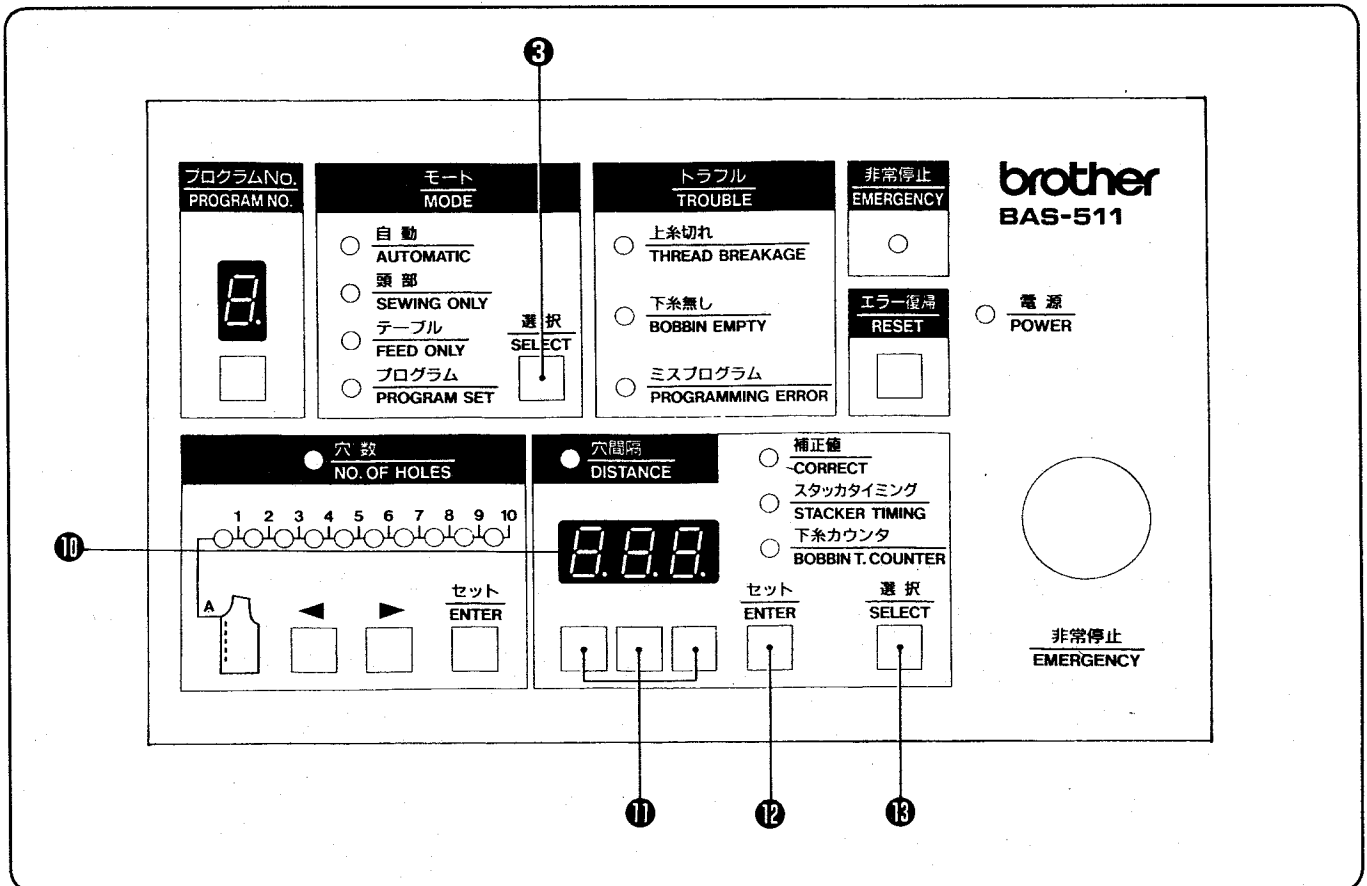 ❸
プログラムNo.
PROGRAM NO.
モート
MODE
自 動
AUTOMATIC
頭 部
SEWING ONLY
テーブル
FEED ONLY
プログラム
PROGRAM SET
選 択
SELECT
トラフル
TROUBLE
上糸切れ
THREAD BREAKAGE
下糸無し
BOBBIN EMPTY
ミスプログラム
PROGRAMMING ERROR
非常停止
EMERGENCY
エラー復帰
RESET
brother
BAS-511
電 源
POWER
穴 数
NO. OF HOLES
1 2 3 4 5 6 7 8 9 10
A
◀ ▶
セット
ENTER
穴間隔
DISTANCE
8.8.8.
補正値
CORRECT
スタッカタイミング
STACKER TIMING
下糸カウンタ
BOBBIN T. COUNTER
セット
ENTER
選 択
SELECT
非常停止
EMERGENCY
❿
⓫
⓬
⓭
8.